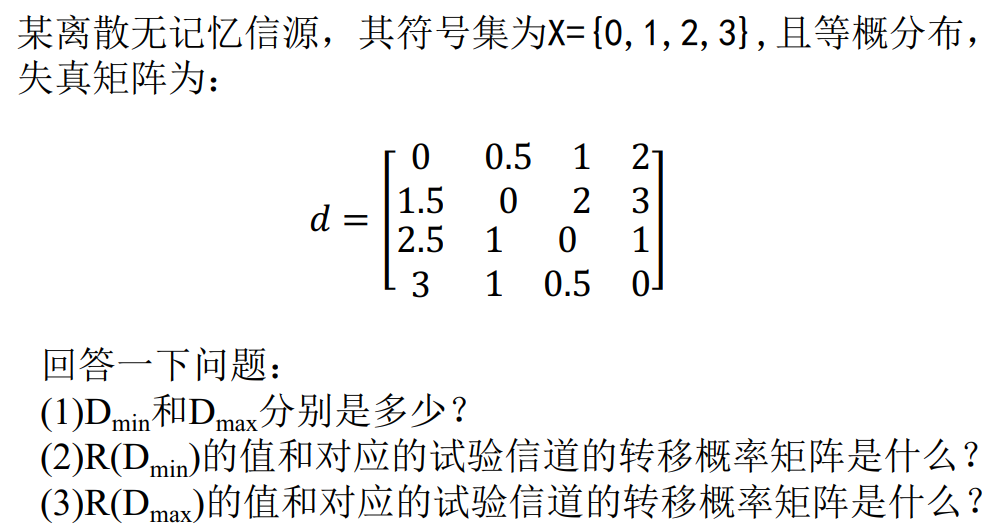 某离散无记忆信源，其符号集为X={0,1,2,3},且等概分布，
失真矩阵为：
0 0.5 1 2
1.5 0 2 3
d =
2.5 1 0 1
3 1 0.5 0
回答一下问题：
(1)Dmin和Dmax分别是多少？
(2)R(Dmin)的值和对应的试验信道的转移概率矩阵是什么？
(3)R(Dmax)的值和对应的试验信道的转移概率矩阵是什么？